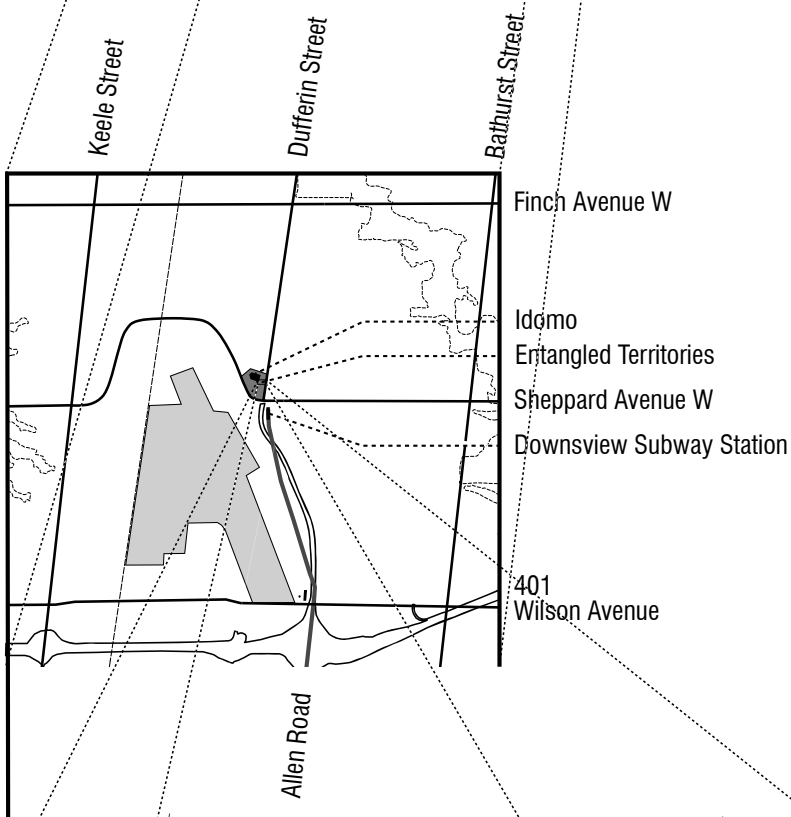 Keele Street
Dufferin Street
Bathurst Street
Finch Avenue W
Idomo
Entangled Territories
Sheppard Avenue W
Downsview Subway Station
401
Wilson Avenue
Allen Road